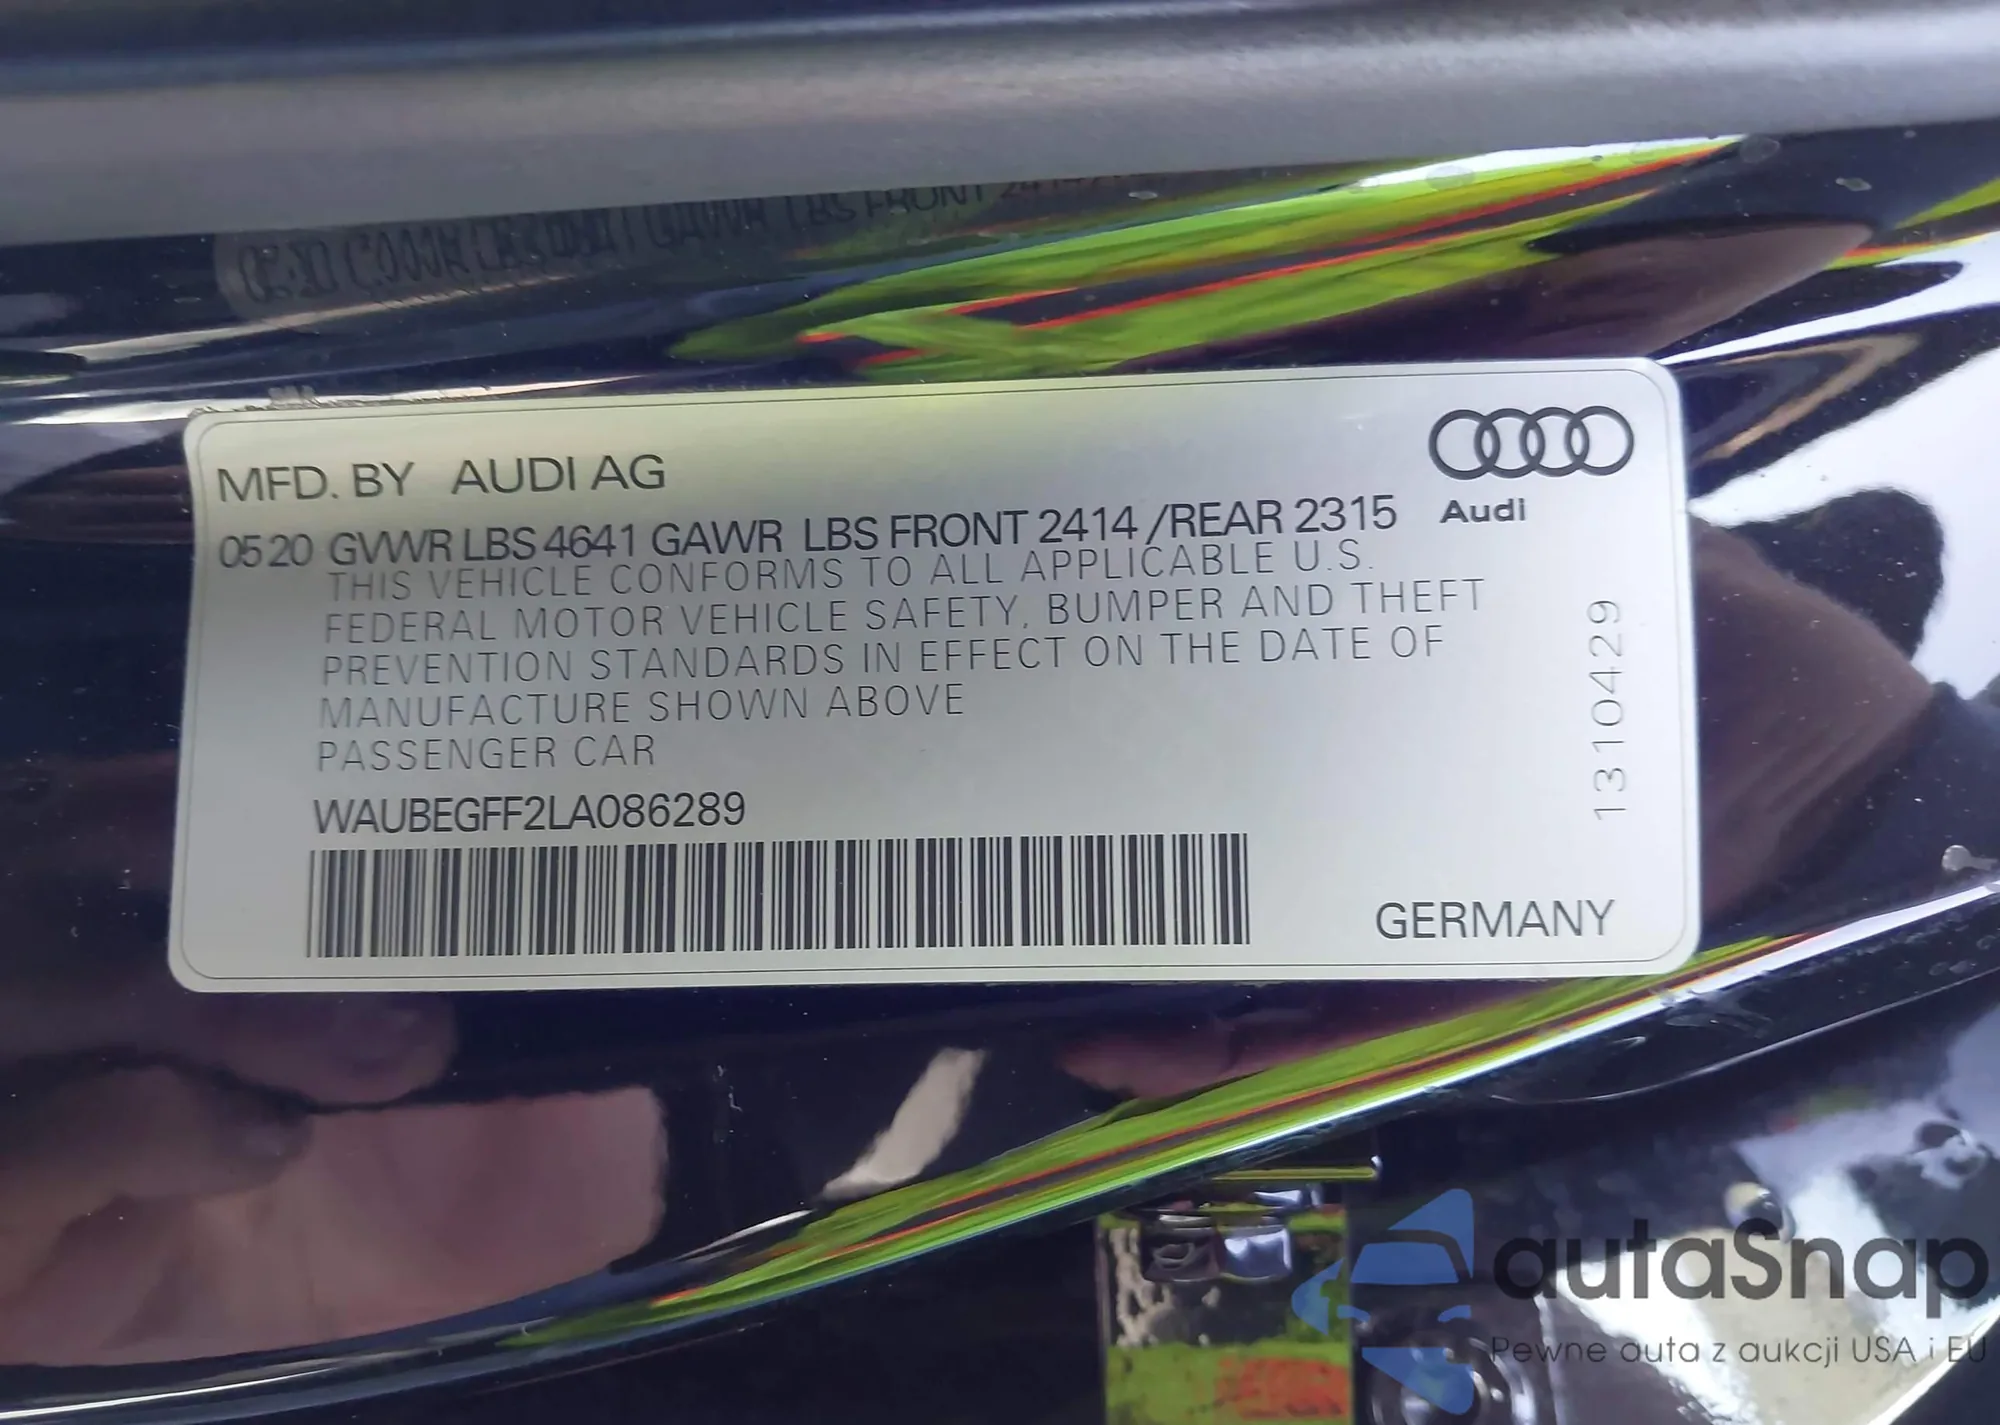 MFD. BY AUDI AG
0520 GVWR LBS 4641 GAWR LBS FRONT 2414 /REAR 2315
Audi
THIS VEHICLE CONFORMS TO ALL APPLICABLE U.S.
FEDERAL MOTOR VEHICLE SAFETY, BUMPER AND THEFT
PREVENTION STANDARDS IN EFFECT ON THE DATE OF
MANUFACTURE SHOWN ABOVE
PASSENGER CAR
WAUBEGFF2LA086289
1310429
GERMANY
autaSnap
Pewne auta z aukcji USA i EU